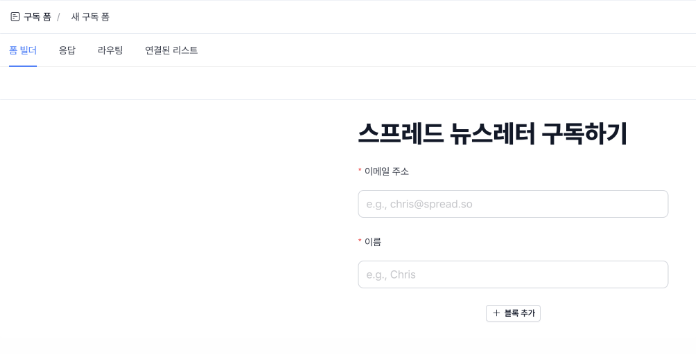 구독 폼 / 새 구독 폼
폼 빌더 응답 라우팅 연결된 리스트
스프레드 뉴스레터 구독하기
* 이메일 주소
e.g., chris@spread.so
* 이름
e.g., Chris
+ 블록 추가